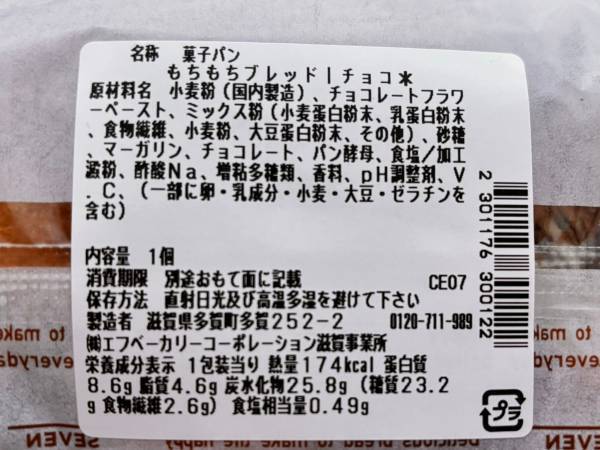 名称 菓子パン
もちもちブレッド|チョコ＊
原材料名 小麦粉(国内製造)、チョコレートフラワ
ーペースト、ミックス粉(小麦蛋白粉末、乳蛋白粉末
、食物繊維、小麦粉、大豆蛋白粉末、その他)、砂糖
、マーガリン、チョコレート、パン酵母、食塩/加工
澱粉、酢酸Na、増粘多糖類、香料、pH調整剤、V
.C、(一部に卵・乳成分・小麦・大豆・ゼラチンを
含む)
内容量 1個
消費期限 別途おもて面に記載 CE07
保存方法 直射日光及び高温多湿を避けて下さい
製造者 滋賀県多賀町多賀252-2 0120-711-989
㈱エフベーカリーコーポレーション滋賀事業所
栄養成分表示 1包装当り 熱量174kcal 蛋白質
8.6g 脂質4.6g 炭水化物25.8g (糖質23.2
g 食物繊維2.6g) 食塩相当量0.49g
2 301176 300122
プラ
to make
everyda
SEVEN
Delicious bread to make the happy